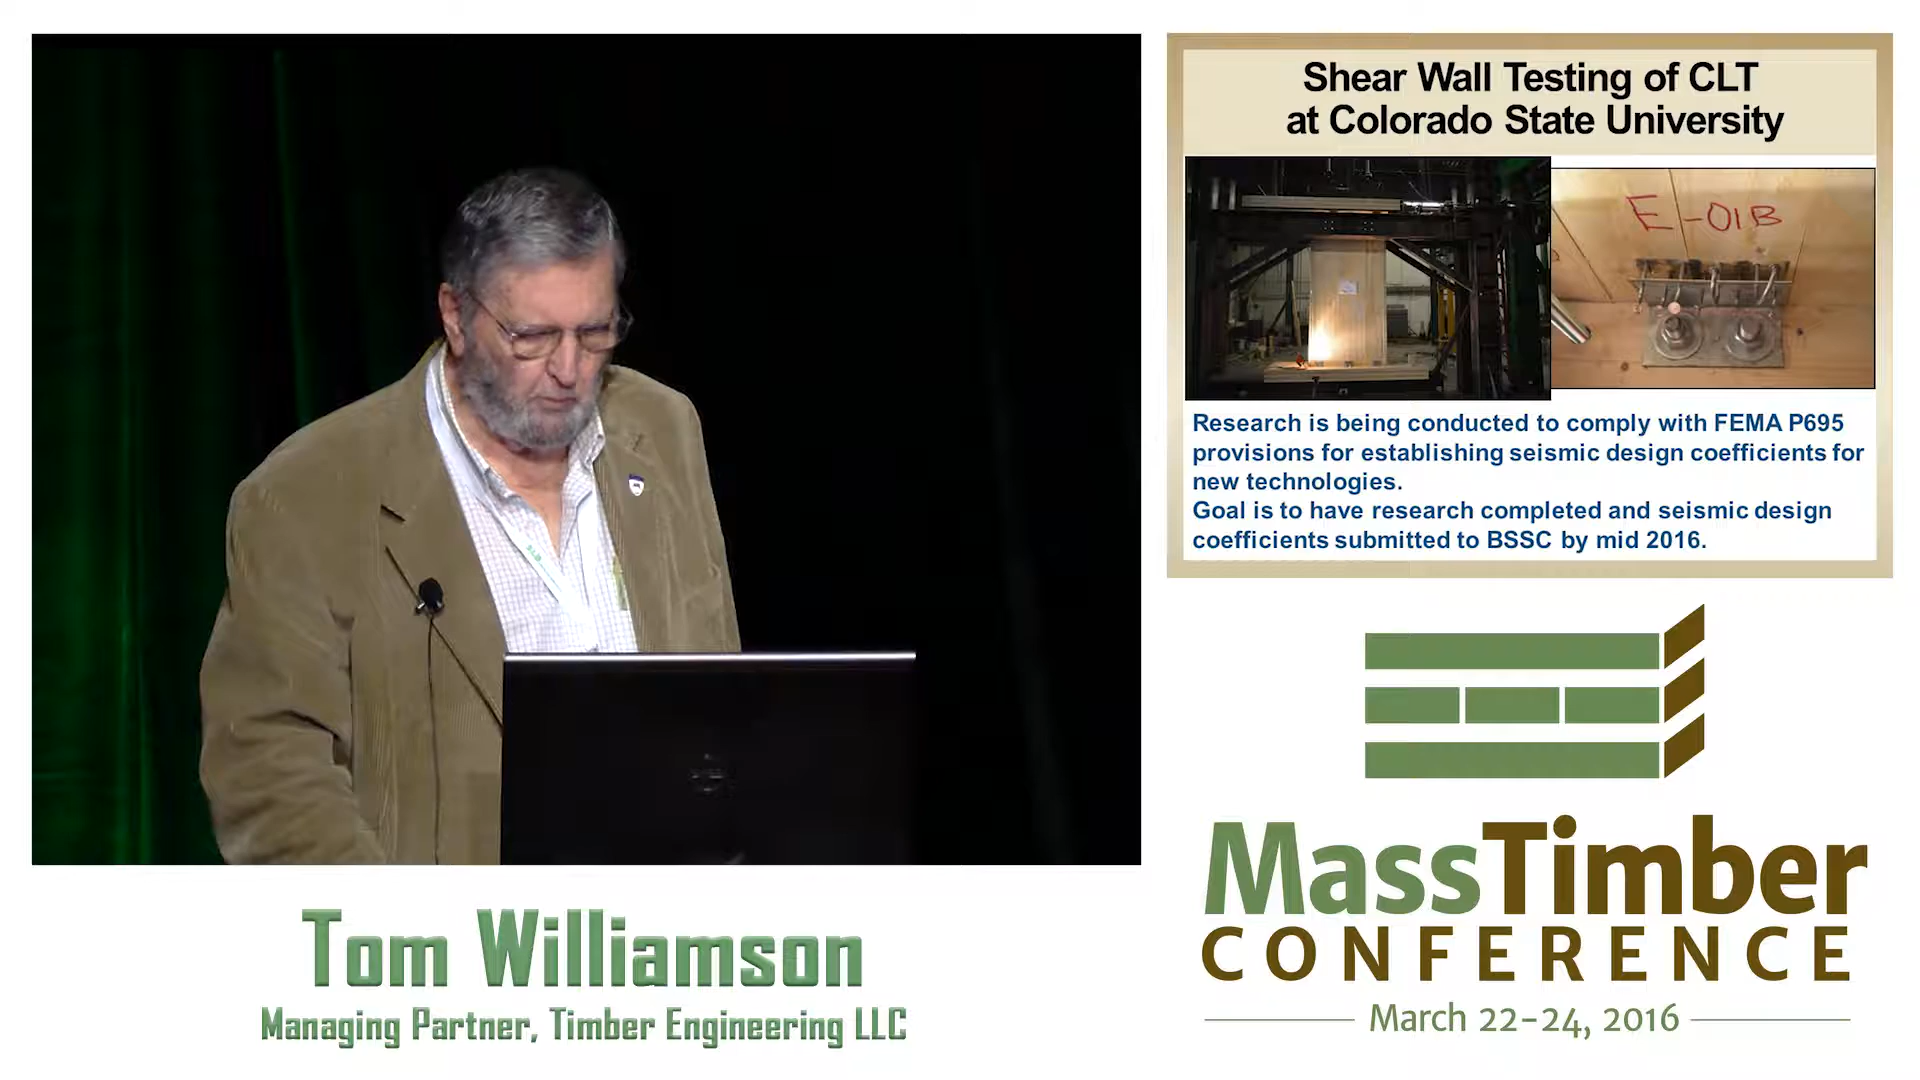 Shear Wall Testing of CLT
at Colorado State University
E-01B
Research is being conducted to comply with FEMA P695
provisions for establishing seismic design coefficients for
new technologies.
Goal is to have research completed and seismic design
coefficients submitted to BSSC by mid 2016.
MassTimber
CONFERENCE
March 22-24, 2016
Tom Williamson
Managing Partner, Timber Engineering LLC